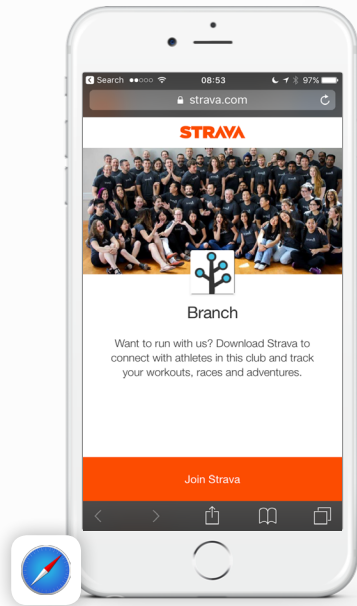 Search
08:53
97%
strava.com
STRAVA
Branch
Want to run with us? Download Strava to
connect with athletes in this club and track
your workouts, races and adventures.
Join Strava